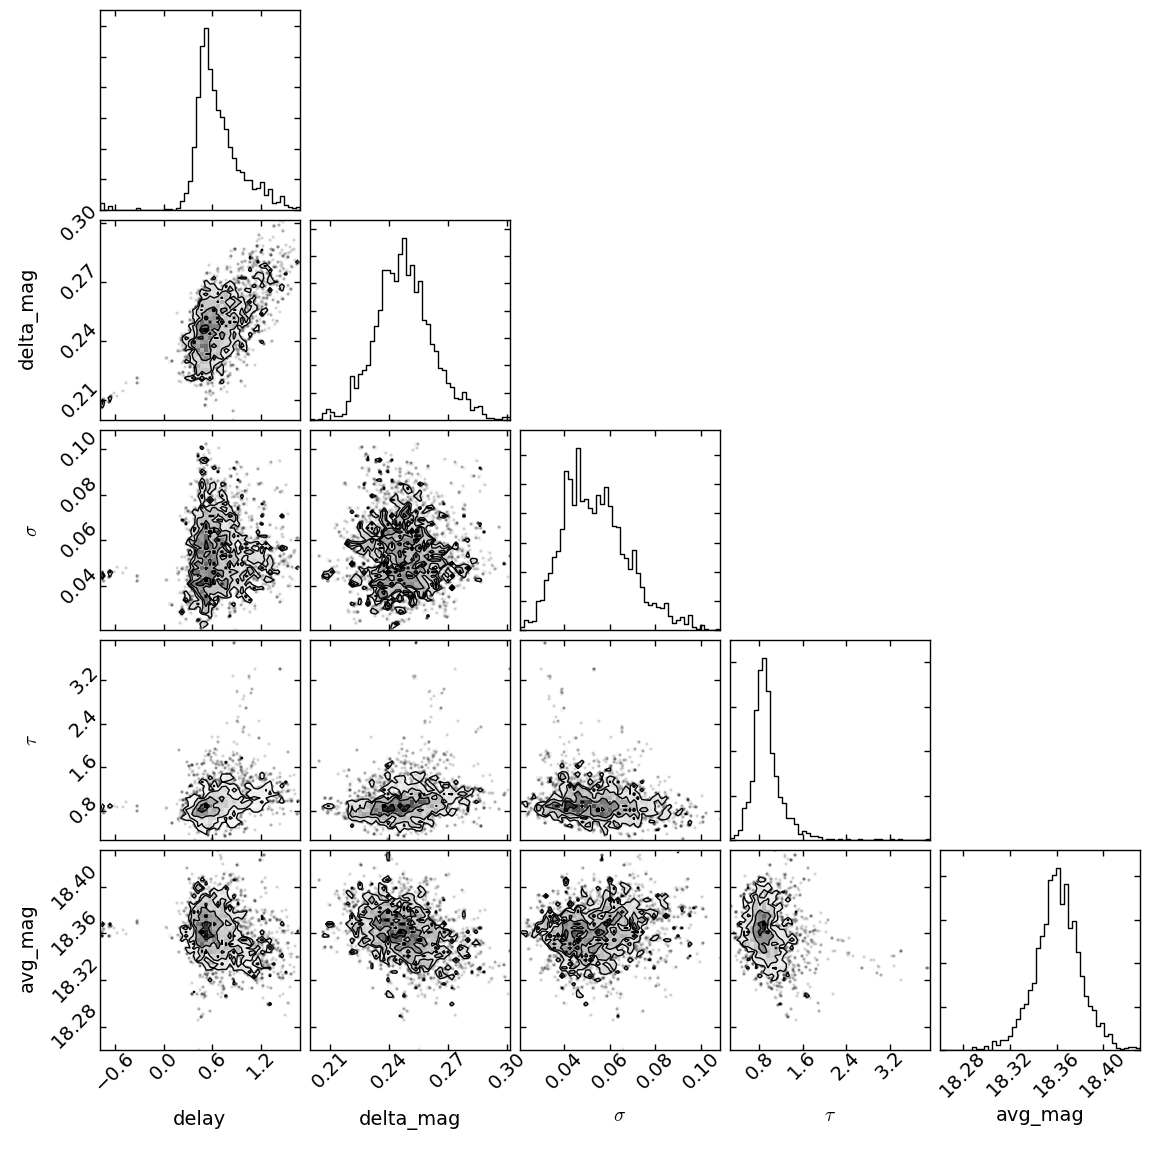 0.30
0.27
0.24
0.21
delta_mag
0.10
0.08
0.06
0.04
σ
3.2
2.4
1.6
0.8
τ
18.40
18.36
18.32
18.28
avg_mag
−0.6 0.0 0.6 1.2
delay
0.21 0.24 0.27 0.30
delta_mag
0.04 0.06 0.08 0.10
σ
0.8 1.6 2.4 3.2
τ
18.28 18.32 18.36 18.40
avg_mag